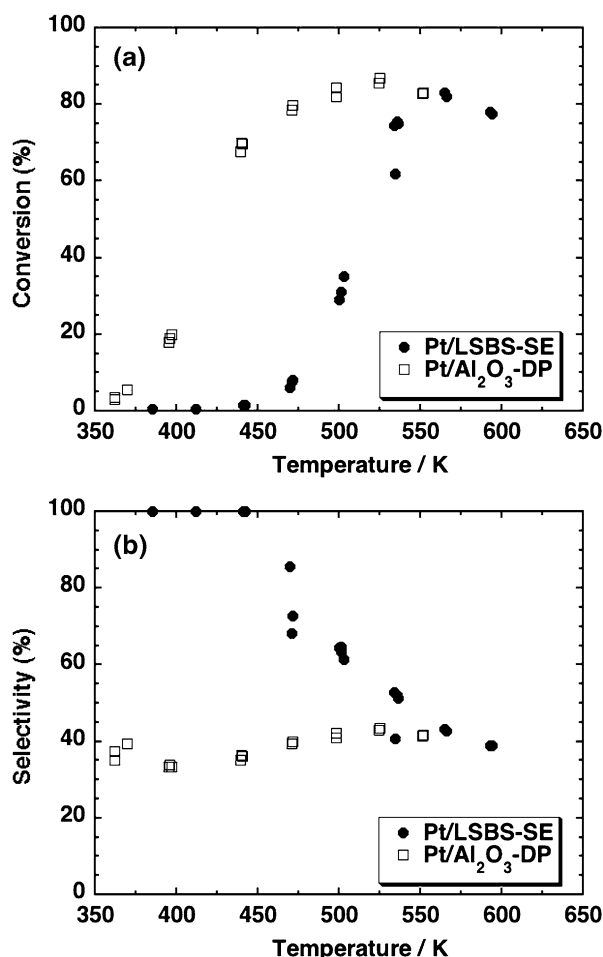 (a)
Conversion (%)
100
80
60
40
20
0
Pt/LSBS-SE
Pt/Al₂O₃-DP
350 400 450 500 550 600 650
Temperature / K
(b)
Selectivity (%)
100
80
60
40
20
0
Pt/LSBS-SE
Pt/Al₂O₃-DP
350 400 450 500 550 600 650
Temperature / K